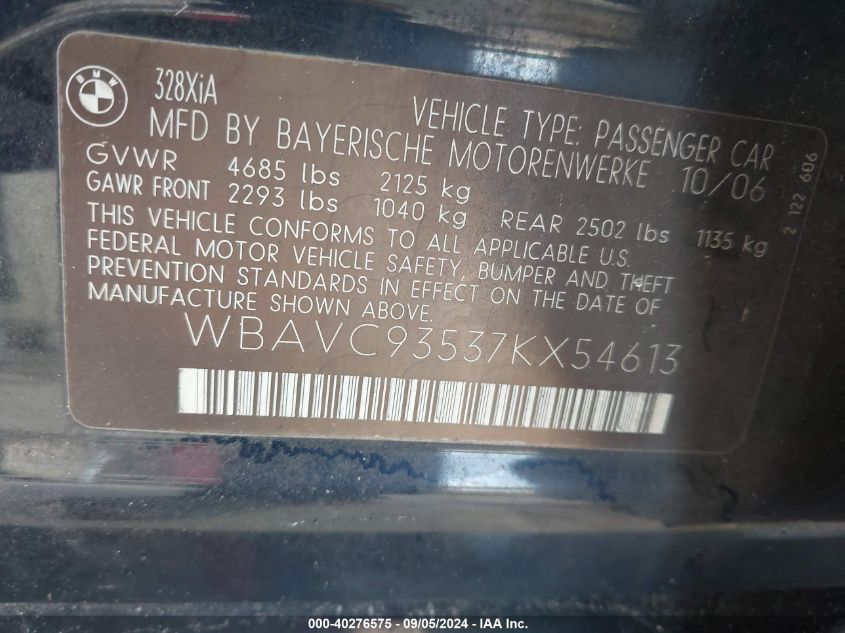 BMW
328XiA
VEHICLE TYPE: PASSENGER CAR
MFD BY BAYERISCHE MOTORENWERKE 10/06
GVWR 4685 lbs 2125 kg
GAWR FRONT 2293 lbs 1040 kg REAR 2502 lbs 1135 kg
THIS VEHICLE CONFORMS TO ALL APPLICABLE U.S.
FEDERAL MOTOR VEHICLE SAFETY, BUMPER AND THEFT
PREVENTION STANDARDS IN EFFECT ON THE DATE OF
MANUFACTURE SHOWN ABOVE.
WBAVC93537KX54613
2 122 606
000-40276575 - 09/05/2024 - IAA Inc.